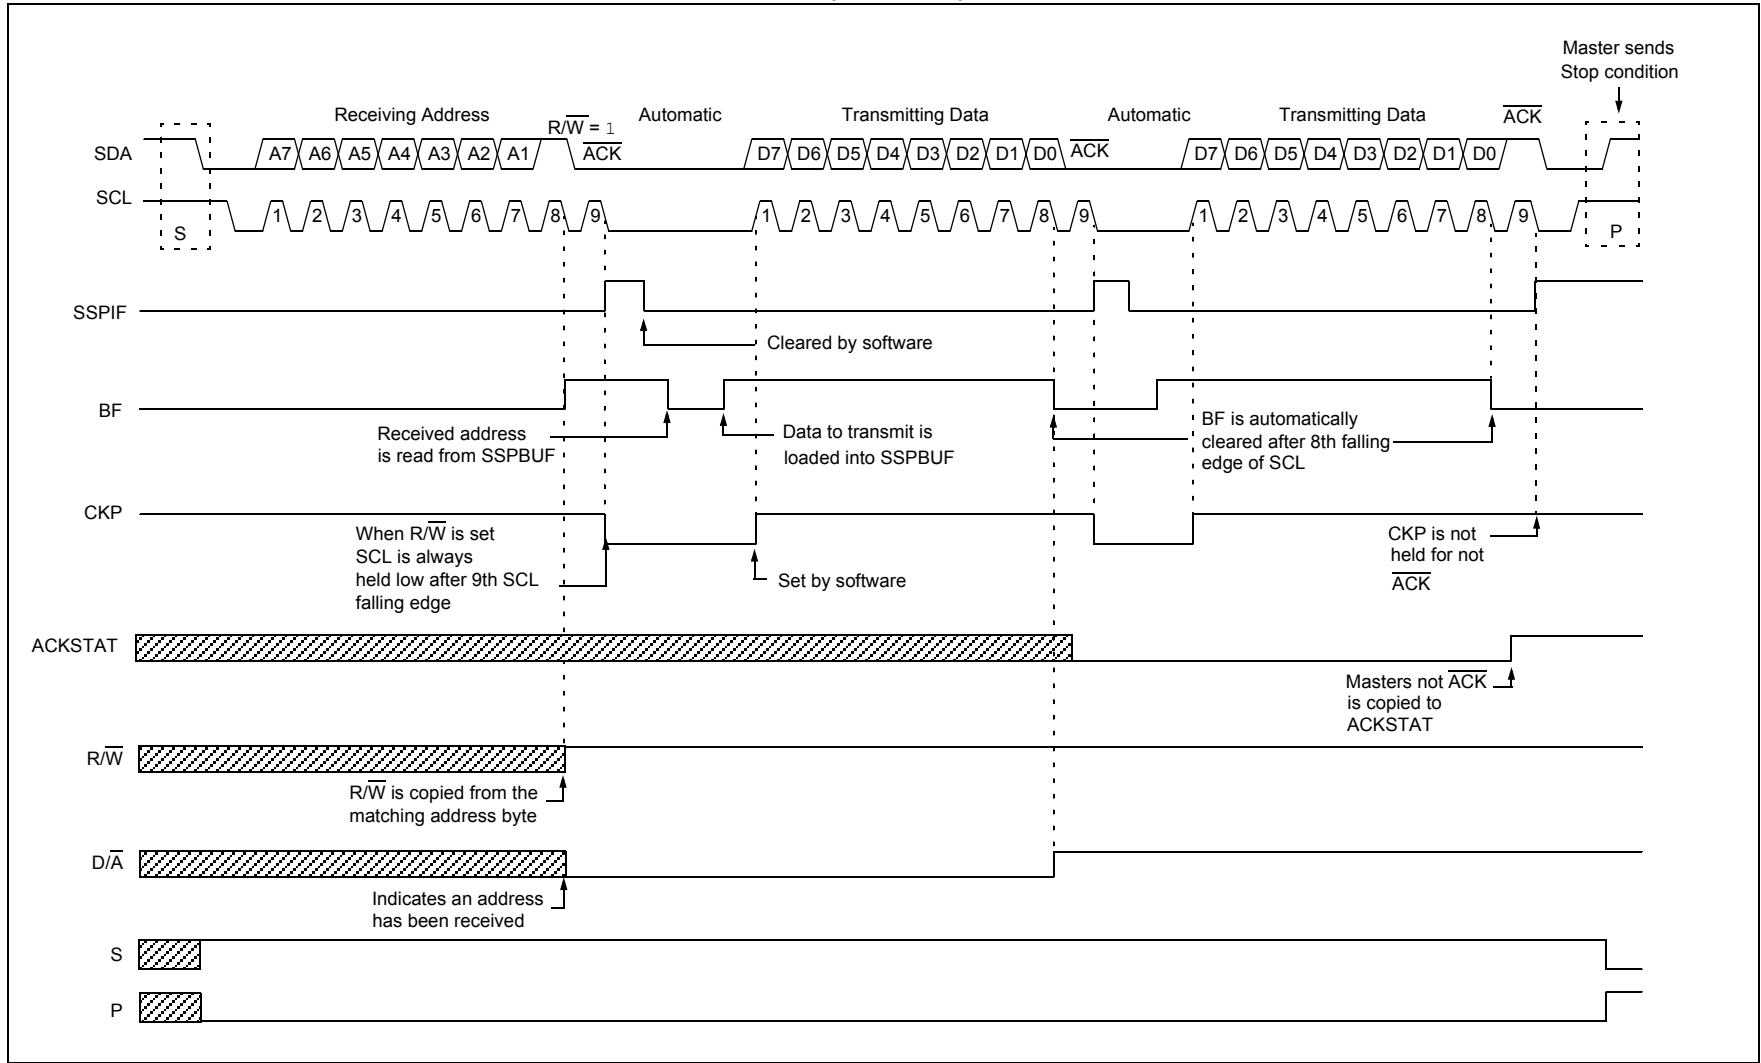 Master sends
Stop condition
Receiving Address
Automatic
Transmitting Data
Automatic
Transmitting Data
ACK
R/W = 1
ACK
ACK
SDA
A7 A6 A5 A4 A3 A2 A1
D7 D6 D5 D4 D3 D2 D1 D0
D7 D6 D5 D4 D3 D2 D1 D0
SCL
S
1 2 3 4 5 6 7 8 9
1 2 3 4 5 6 7 8 9
1 2 3 4 5 6 7 8 9
P
SSPIF
Cleared by software
BF
Received address
is read from SSPBUF
Data to transmit is
loaded into SSPBUF
BF is automatically
cleared after 8th falling
edge of SCL
CKP
When R/W is set
SCL is always
held low after 9th SCL
falling edge
Set by software
CKP is not
held for not
ACK
ACKSTAT
Masters not ACK
is copied to
ACKSTAT
R/W
R/W is copied from the
matching address byte
D/A
Indicates an address
has been received
S
P